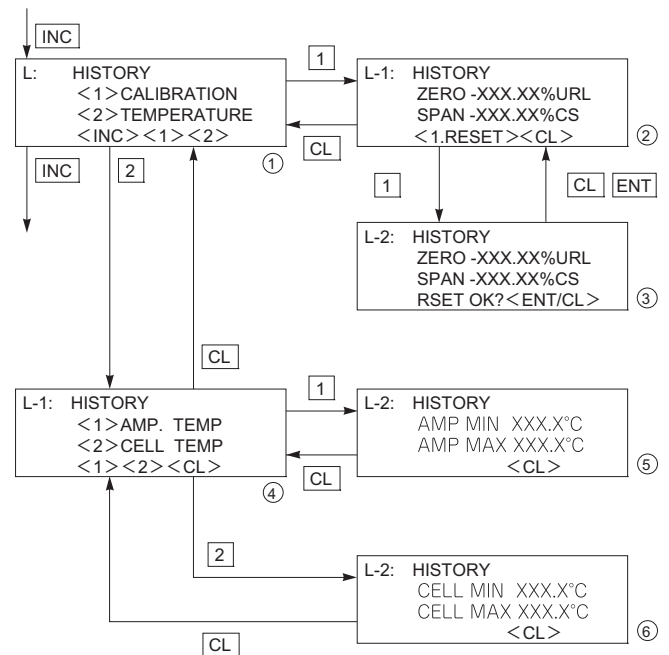 INC
L: HISTORY
<1>CALIBRATION
<2>TEMPERATURE
<INC><1><2>
①
1
CL
L-1: HISTORY
ZERO -XXX.XX%URL
SPAN -XXX.XX%CS
<1.RESET><CL>
②
INC
2
1
CL ENT
L-2: HISTORY
ZERO -XXX.XX%URL
SPAN -XXX.XX%CS
RSET OK?<ENT/CL>
③
CL
L-1: HISTORY
<1>AMP. TEMP
<2>CELL TEMP
<1><2><CL>
④
1
CL
L-2: HISTORY
AMP MIN XXX.X°C
AMP MAX XXX.X°C
<CL>
⑤
2
L-2: HISTORY
CELL MIN XXX.X°C
CELL MAX XXX.X°C
<CL>
⑥
CL